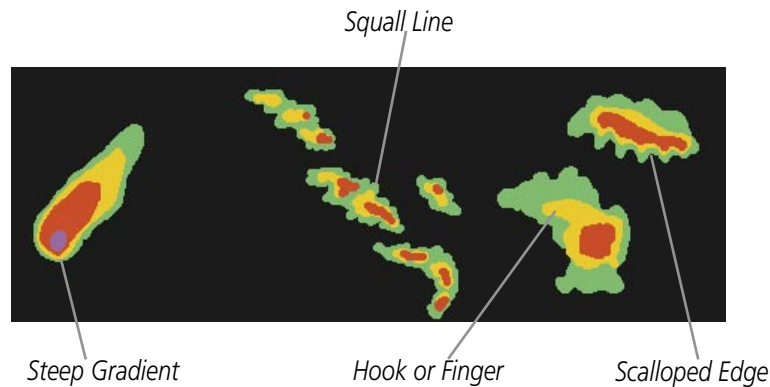 Squall Line
Steep Gradient
Hook or Finger
Scalloped Edge